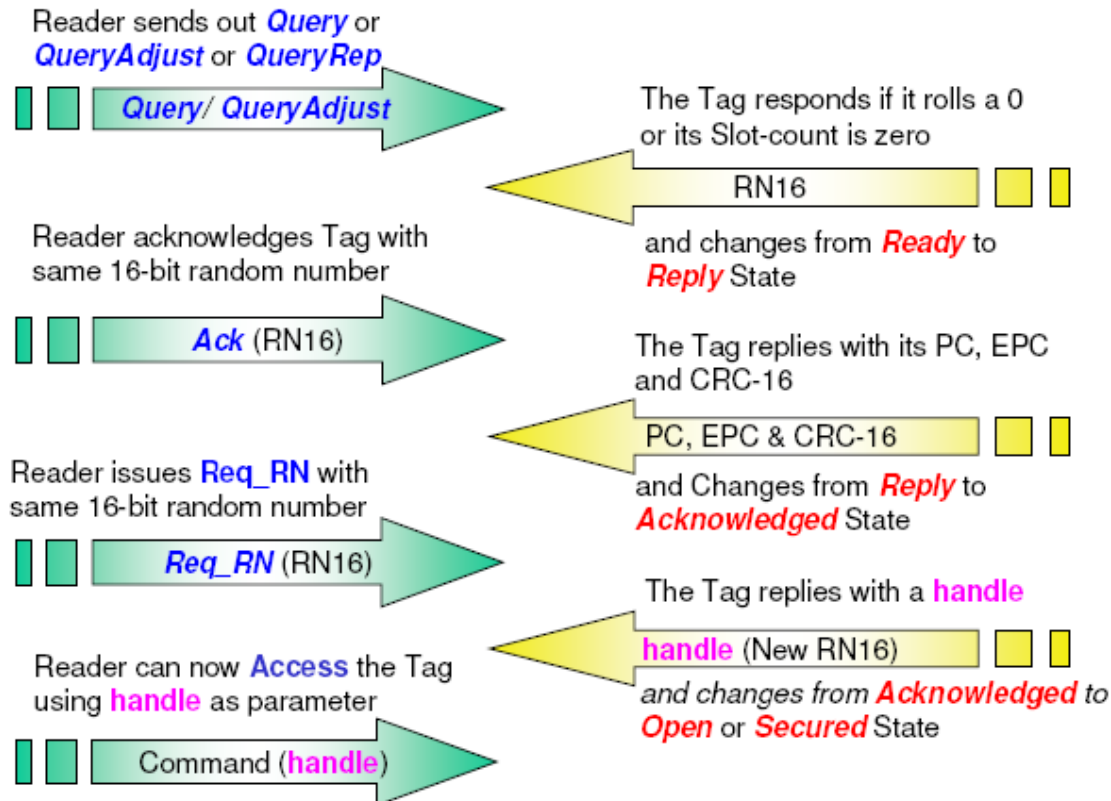 Reader sends out Query or
QueryAdjust or QueryRep
Query/ QueryAdjust
The Tag responds if it rolls a 0
or its Slot-count is zero
RN16
and changes from Ready to
Reply State
Reader acknowledges Tag with
same 16-bit random number
Ack (RN16)
The Tag replies with its PC, EPC
and CRC-16
PC, EPC & CRC-16
and Changes from Reply to
Acknowledged State
Reader issues Req_RN with
same 16-bit random number
Req_RN (RN16)
The Tag replies with a handle
handle (New RN16)
and changes from Acknowledged to
Open or Secured State
Reader can now Access the Tag
using handle as parameter
Command (handle)